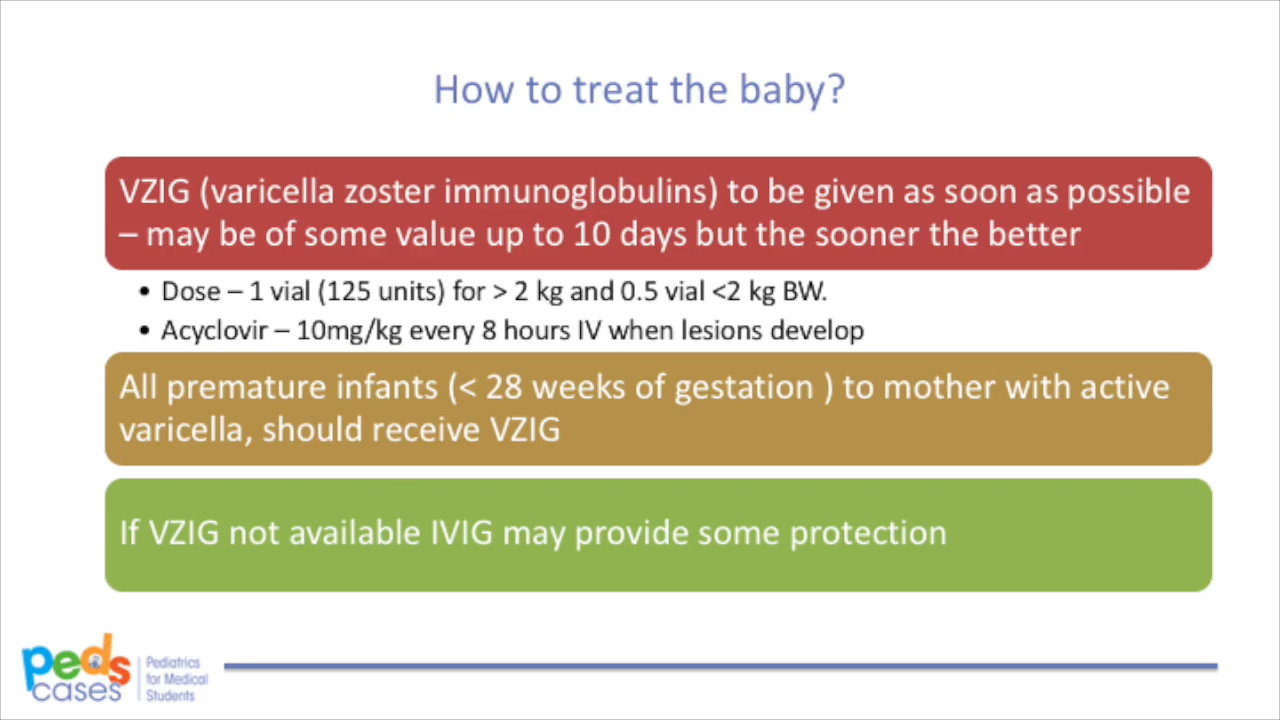 How to treat the baby?
VZIG (varicella zoster immunoglobulins) to be given as soon as possible
– may be of some value up to 10 days but the sooner the better
• Dose – 1 vial (125 units) for > 2 kg and 0.5 vial <2 kg BW.
• Acyclovir – 10mg/kg every 8 hours IV when lesions develop
All premature infants (< 28 weeks of gestation ) to mother with active
varicella, should receive VZIG
If VZIG not available IVIG may provide some protection
peds
cases
Pediatrics
for Medical
Students